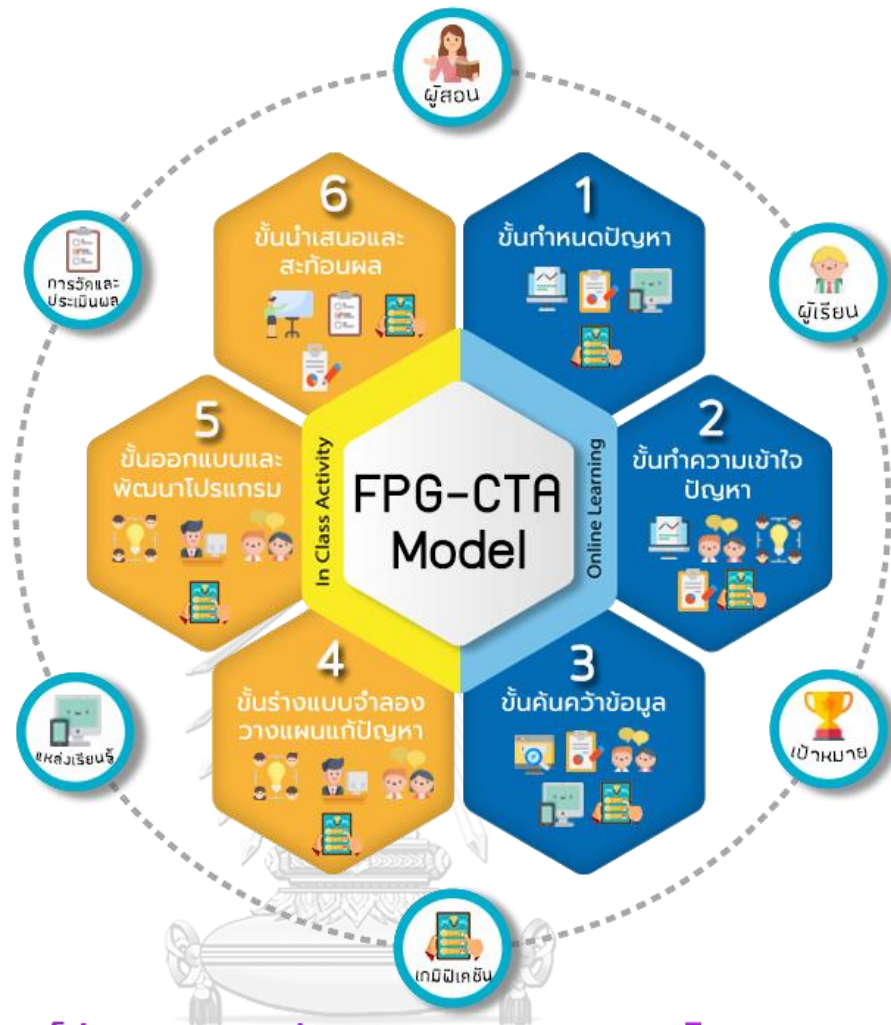 ผู้สอน
6
ขั้นนำเสนอและ
สะท้อนผล
1
ขั้นกำหนดปัญหา
การวัดและ
ประเมินผล
ผู้เรียน
5
ขั้นออกแบบและ
พัฒนาโปรแกรม
In Class Activity
FPG-CTA
Model
Online Learning
2
ขั้นทำความเข้าใจ
ปัญหา
4
ขั้นร่างแบบจำลอง
วางแผนแก้ปัญหา
3
ขั้นค้นคว้าข้อมูล
แหล่งเรียนรู้
เป้าหมาย
เกมิฟิเคชัน